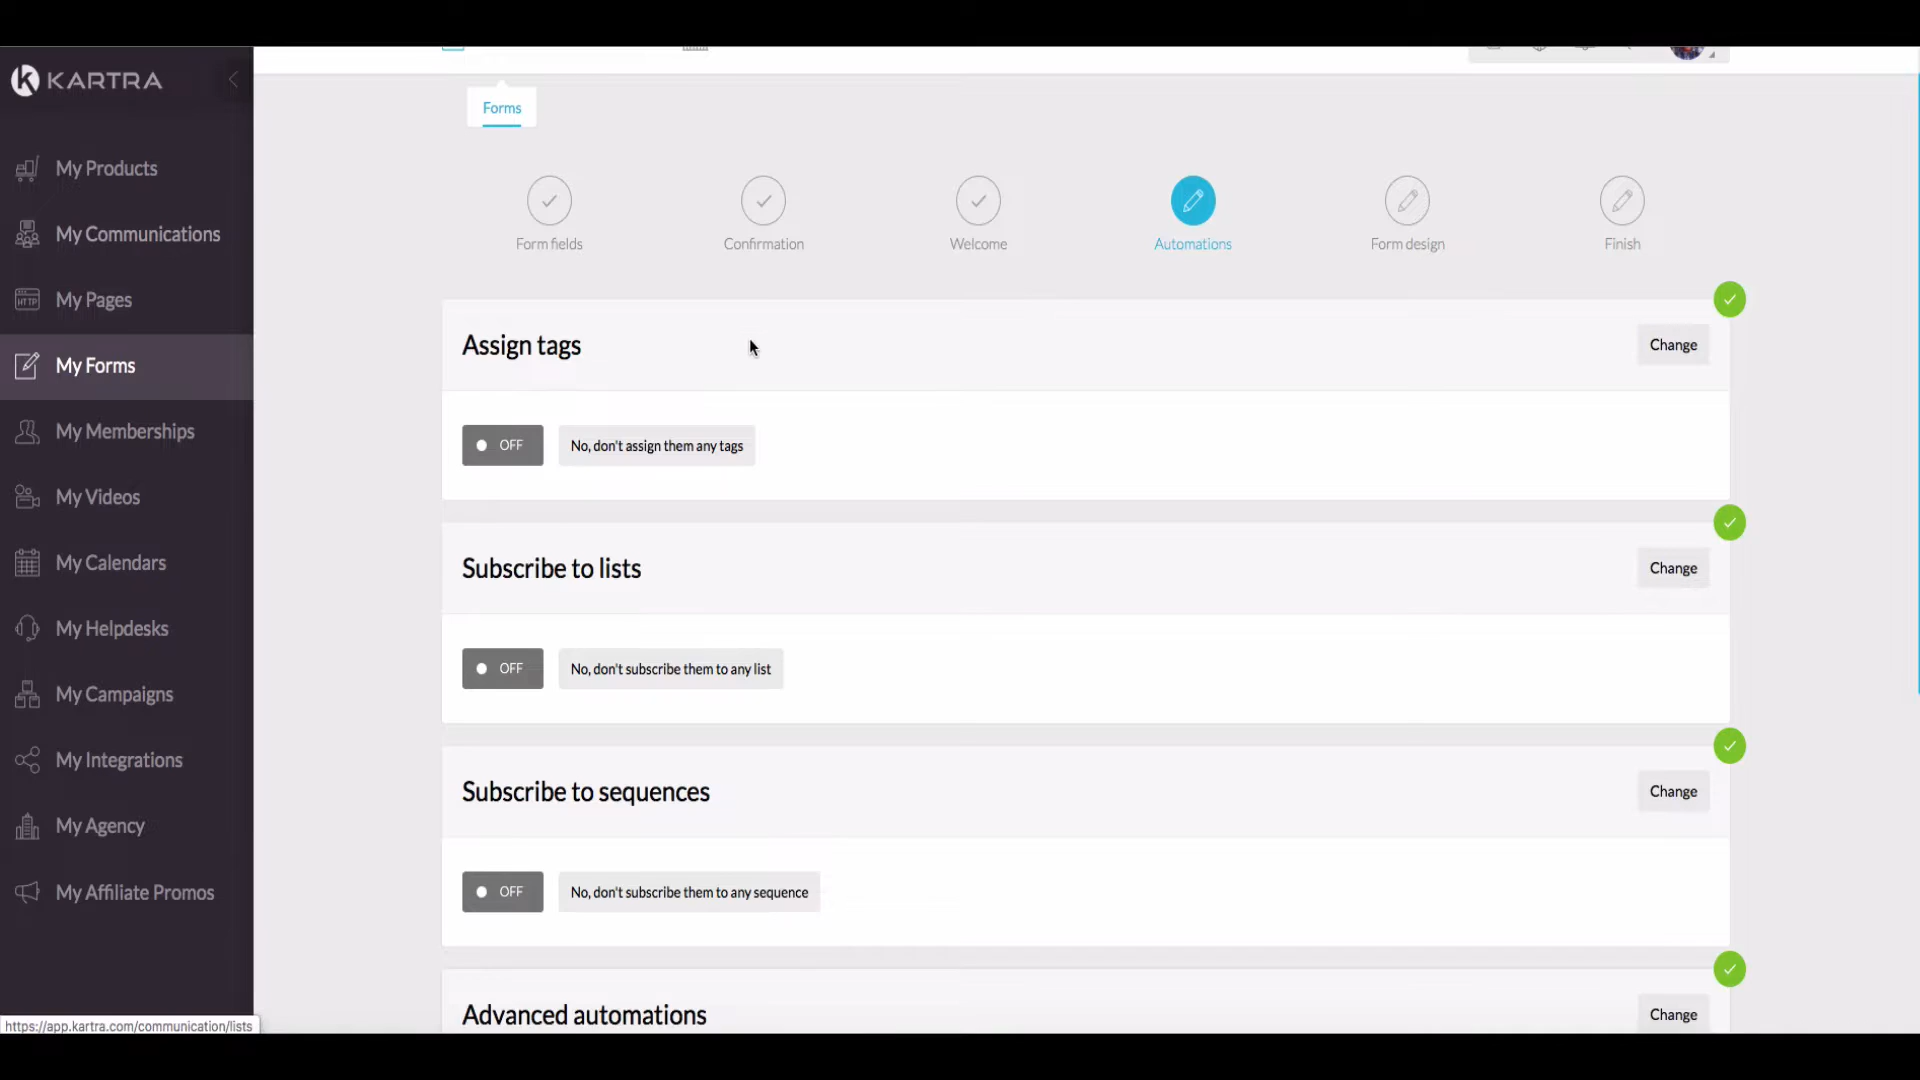 KARTRA
My Products
My Communications
HTTP
My Pages
My Forms
My Memberships
My Videos
My Calendars
My Helpdesks
My Campaigns
My Integrations
My Agency
My Affiliate Promos
https://app.kartra.com/communication/lists
Forms
Form fields
Confirmation
Welcome
Automations
Form design
Finish
Assign tags
Change
OFF
No, don't assign them any tags
Subscribe to lists
Change
OFF
No, don't subscribe them to any list
Subscribe to sequences
Change
OFF
No, don't subscribe them to any sequence
Advanced automations
Change